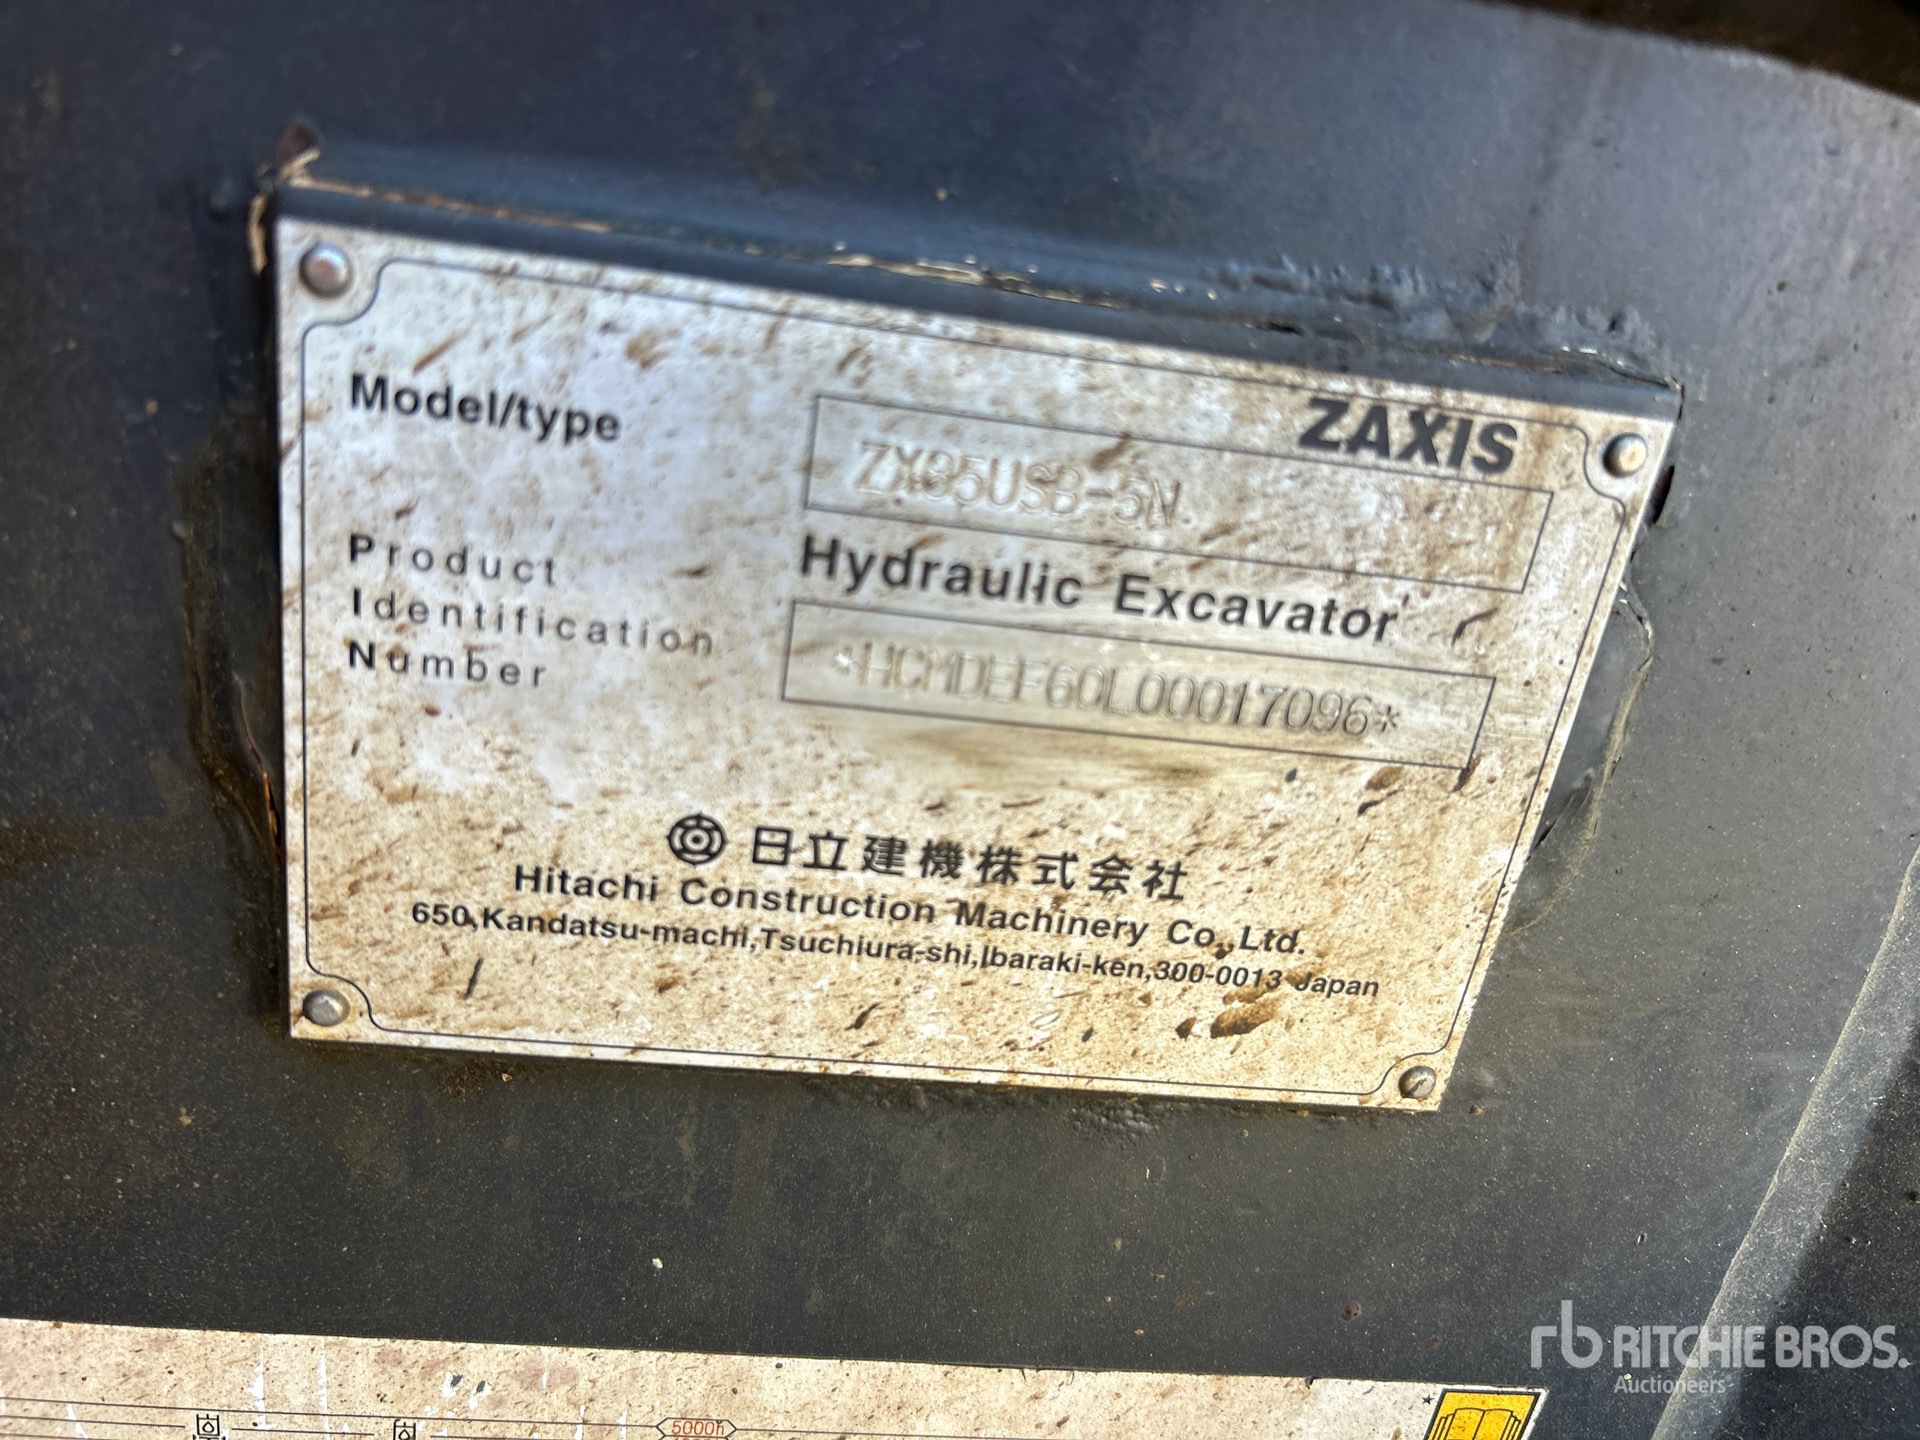 ZAXIS
Model/type
ZX85USB-5N
Hydraulic Excavator
Product
Identification
Number
*HCMDEF60L00017096*
日立建機株式会社
Hitachi Construction Machinery Co.,Ltd.
650,Kandatsu-machi,Tsuchiura-shi,Ibaraki-ken,300-0013 Japan
5000h
rb RITCHIE BROS.
Auctioneers